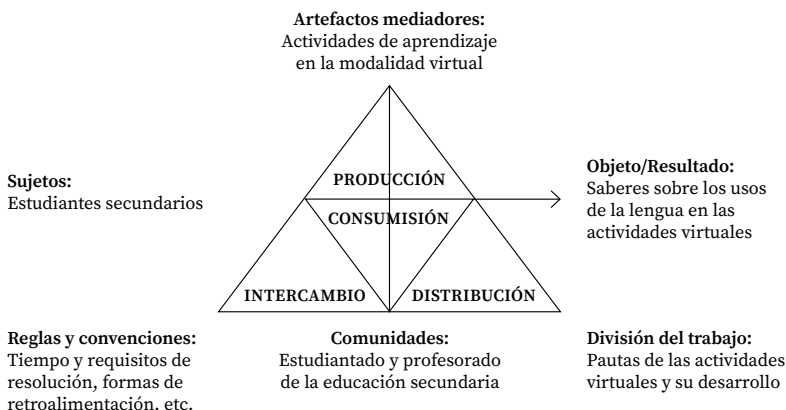 Artefactos mediadores:
Actividades de aprendizaje
en la modalidad virtual
PRODUCCIÓN
Sujetos:
Estudiantes secundarios
Objeto/Resultado:
Saberes sobre los usos
de la lengua en las
actividades virtuales
CONSUMISIÓN
INTERCAMBIO
DISTRIBUCIÓN
Reglas y convenciones:
Tiempo y requisitos de
resolución, formas de
retroalimentación, etc.
Comunidades:
Estudiantado y profesorado
de la educación secundaria
División del trabajo:
Pautas de las actividades
virtuales y su desarrollo